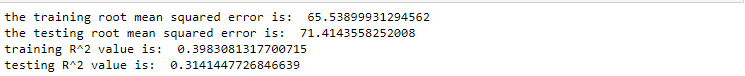 the training root mean squared error is:  65.53899931294562
the testing root mean squared error is:  71.4143558252008
training R^2 value is:  0.3983081317700715
testing R^2 value is:  0.3141447726846639